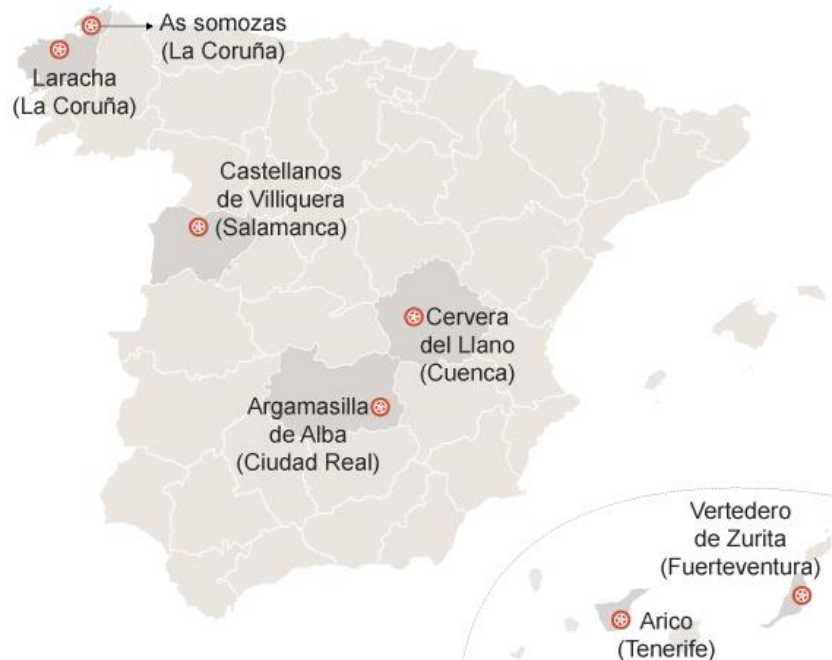 As somozas
(La Coruña)
Laracha
(La Coruña)
Castellanos
de Villiquera
(Salamanca)
Cervera
del Llano
(Cuenca)
Argamasilla
de Alba
(Ciudad Real)
Vertedero
de Zurita
(Fuerteventura)
Arico
(Tenerife)